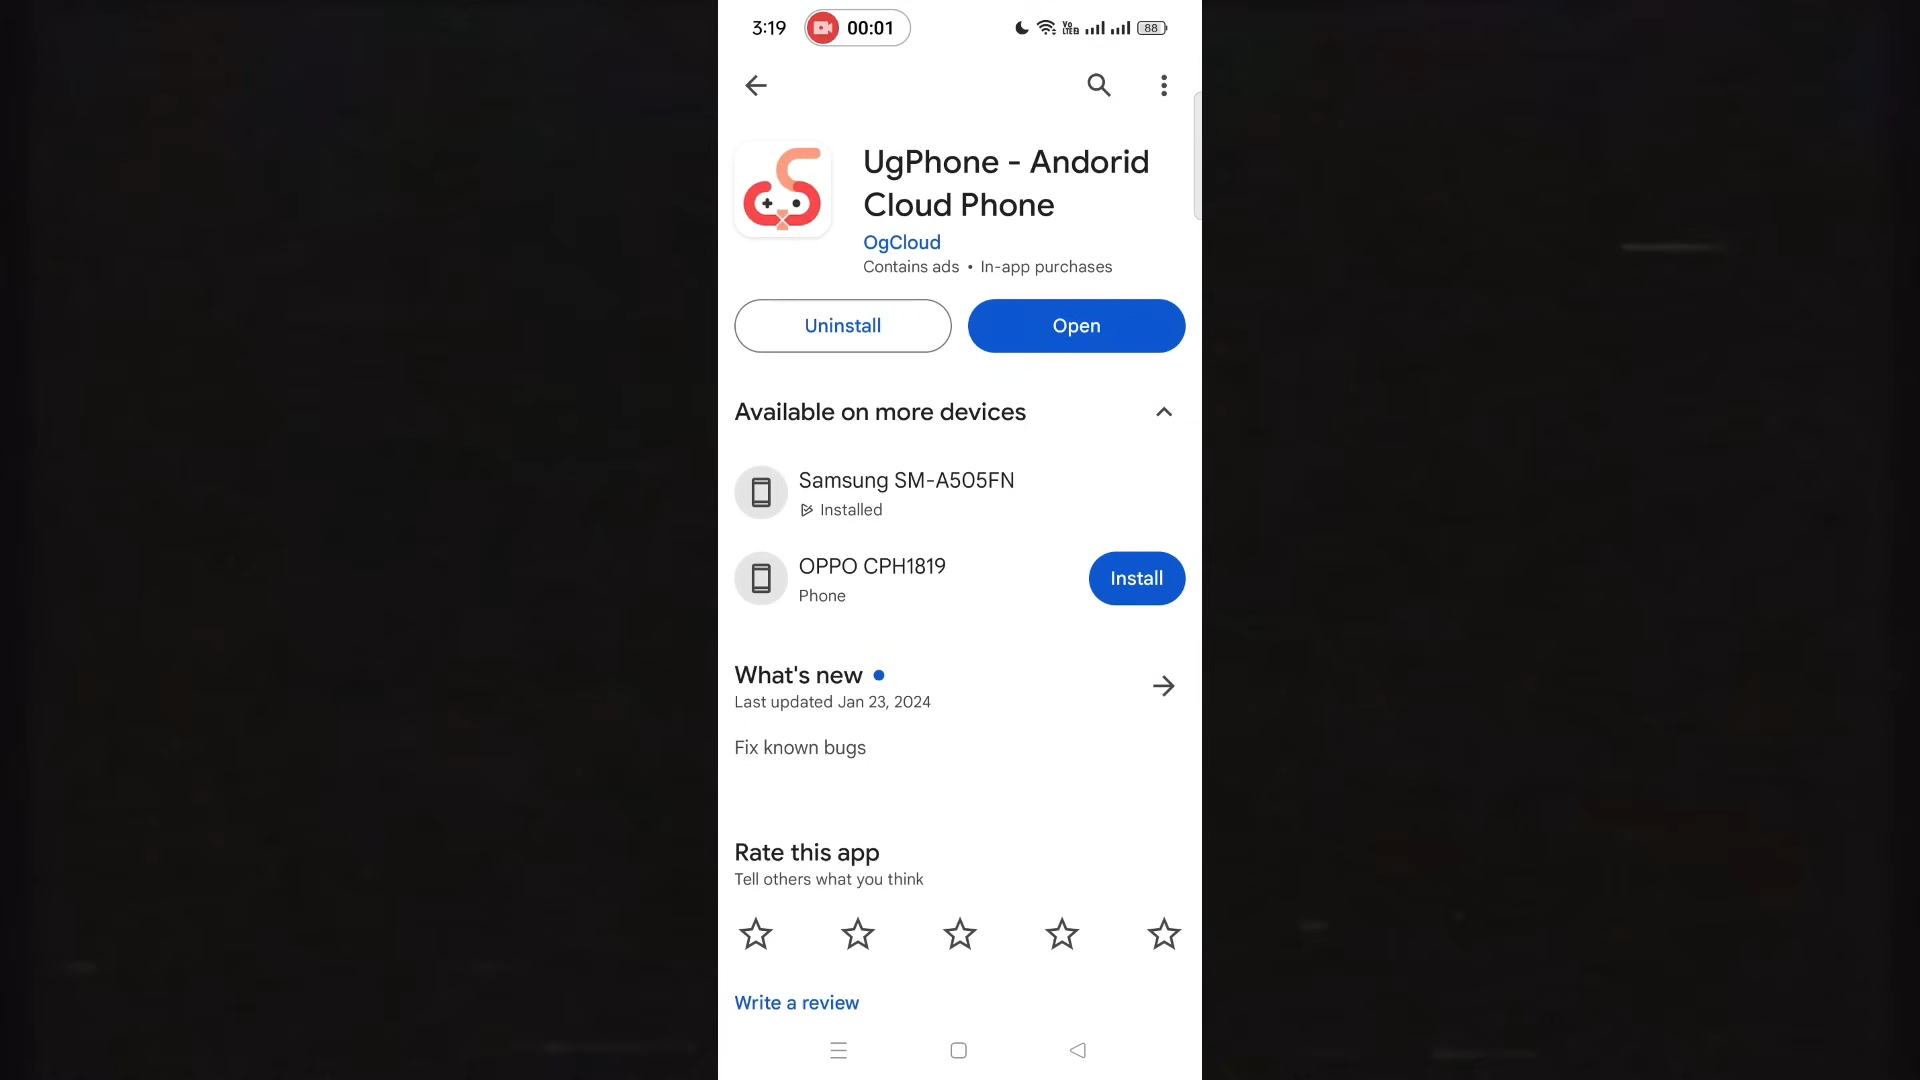 3:19
00:01
Vo
LTE2
88
UgPhone - Andorid
Cloud Phone
OgCloud
Contains ads • In-app purchases
Uninstall
Open
Available on more devices
Samsung SM-A505FN
Installed
OPPO CPH1819
Phone
Install
What's new
Last updated Jan 23, 2024
Fix known bugs
Rate this app
Tell others what you think
Write a review